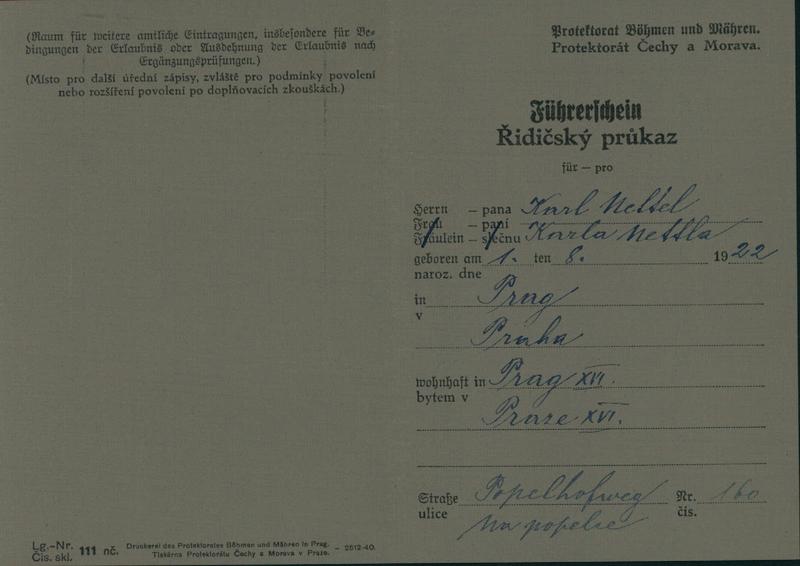 (Raum für weitere amtliche Eintragungen, insbesondere für Be-
dingungen der Erlaubnis oder Ausdehnung der Erlaubnis nach
Ergänzungsprüfungen.)
(Místo pro další úřední zápisy, zvláště pro podmínky povolení
nebo rozšíření povolení po doplňovacích zkouškách.)
Lg.-Nr.
Čís. skl. 111 nč.
Druckerei des Protektorates Böhmen und Mähren in Prag.
Tiskárna Protektorátu Čechy a Morava v Praze. – 2512-40.
Protektorat Böhmen und Mähren.
Protektorát Čechy a Morava.
Führerschein
Řidičský průkaz
für – pro
Herrn – pana Karl Nettel
Frau – paní
Fräulein – slečnu Karla Nettla
geboren am 1. ten 8. 1922
naroz. dne
in Prag
v
Praha
wohnhaft in Prag XVI.
bytem v
Praze XVI.
Straße Popelhofweg Nr. 160
ulice Na popelce čís.